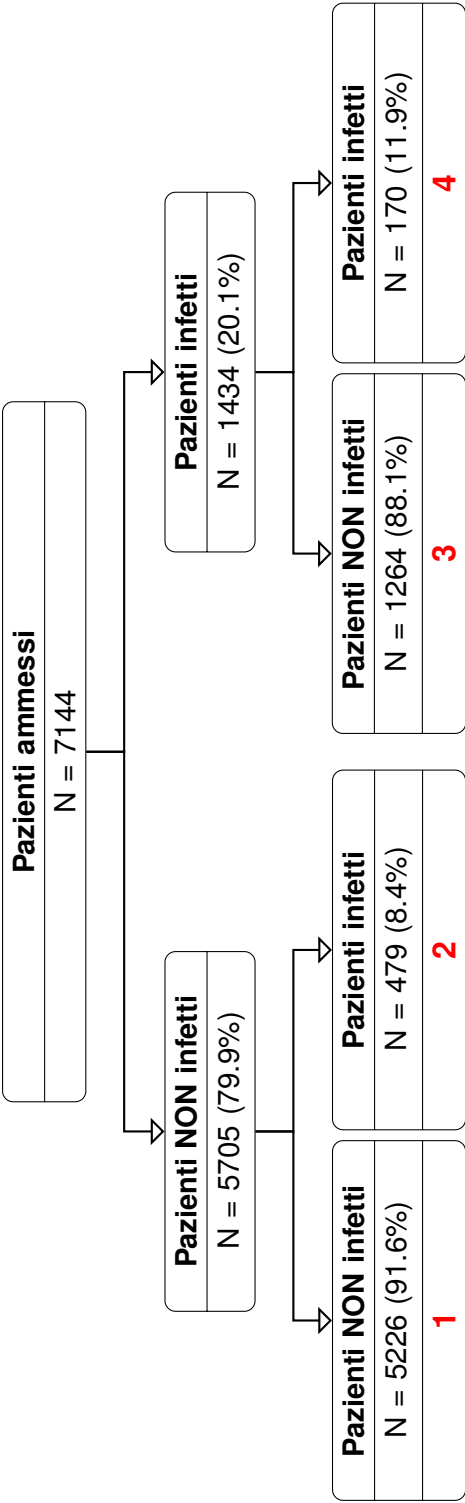 Pazienti ammessi
N = 7144
Pazienti NON infetti
N = 5705 (79.9%)
Pazienti infetti
N = 1434 (20.1%)
Pazienti NON infetti
N = 5226 (91.6%)
1
Pazienti infetti
N = 479 (8.4%)
2
Pazienti NON infetti
N = 1264 (88.1%)
3
Pazienti infetti
N = 170 (11.9%)
4